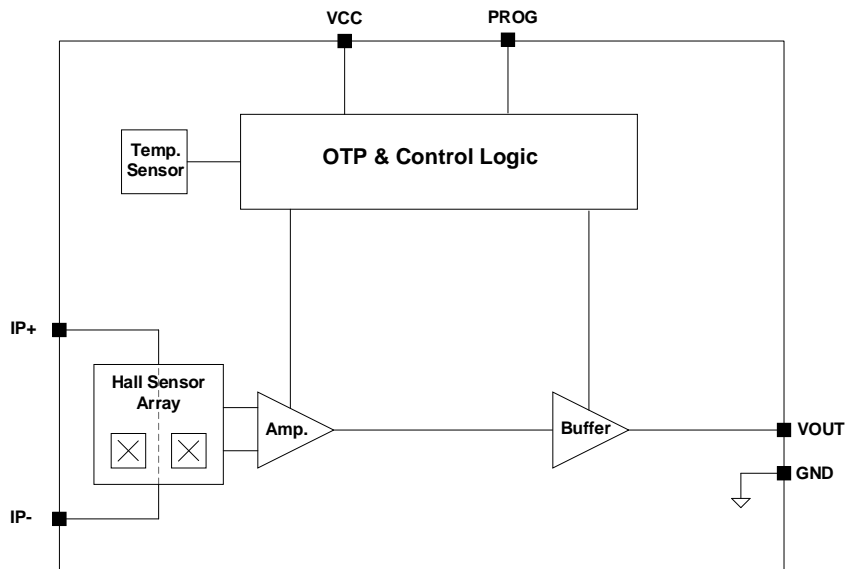 VCC
PROG
OTP & Control Logic
Temp.
Sensor
IP+
Hall Sensor
Array
Amp.
Buffer
VOUT
GND
IP-